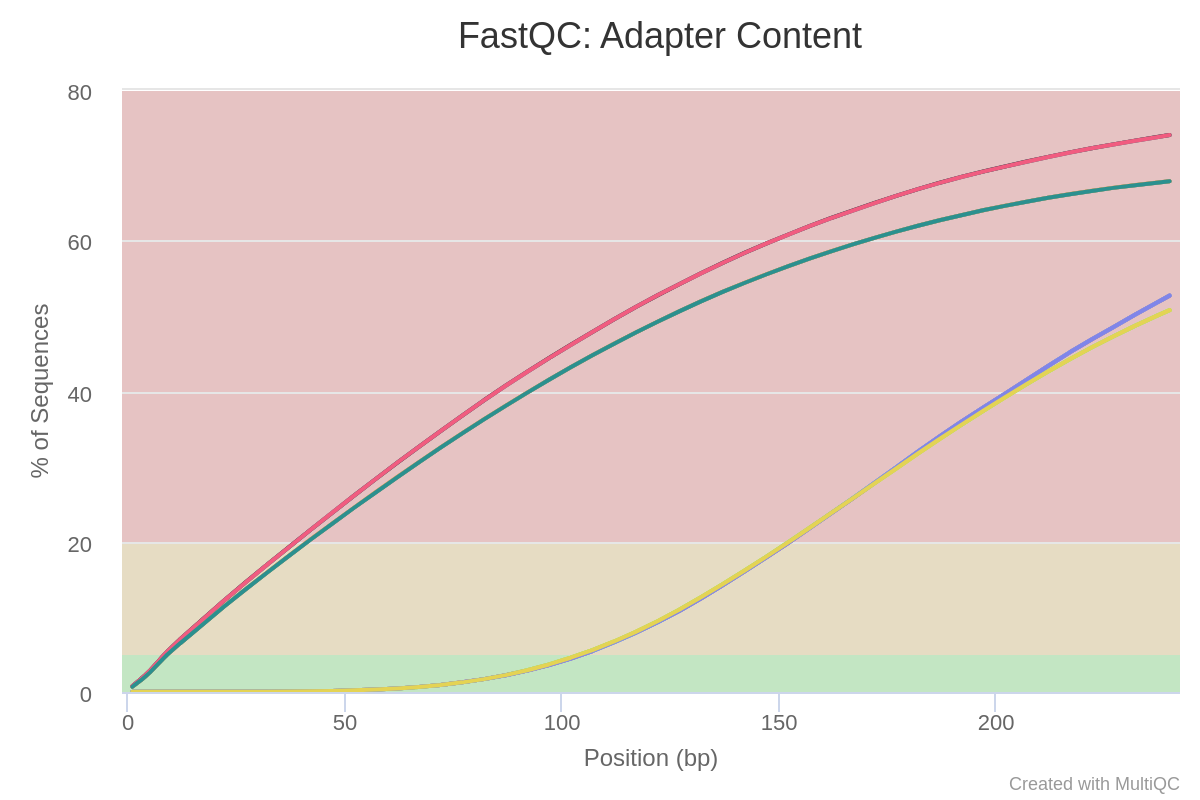 FastQC: Adapter Content
80
60
40
20
0
% of Sequences
0 50 100 150 200
Position (bp)
Created with MultiQC